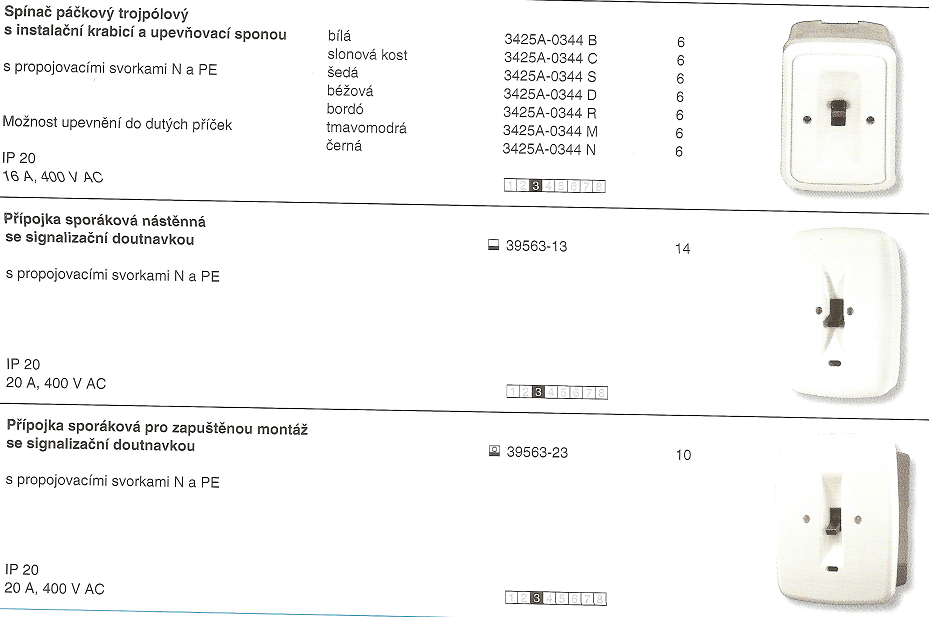 Spínač páčkový trojpólový
s instalační krabicí a upevňovací sponou
s propojovacími svorkami N a PE
Možnost upevnění do dutých příček
IP 20
16 A, 400 V AC
bílá 3425A-0344 B 6
slonová kost 3425A-0344 C 6
šedá 3425A-0344 S 6
béžová 3425A-0344 D 6
bordó 3425A-0344 R 6
tmavomodrá 3425A-0344 M 6
černá 3425A-0344 N 6
1 2 3 4 5 6 7 8
Přípojka sporáková nástěnná
se signalizační doutnavkou
39563-13 14
s propojovacími svorkami N a PE
IP 20
20 A, 400 V AC
1 2 3 4 5 6 7 8
Přípojka sporáková pro zapuštěnou montáž
se signalizační doutnavkou
39563-23 10
s propojovacími svorkami N a PE
IP 20
20 A, 400 V AC
1 2 3 4 5 6 7 8